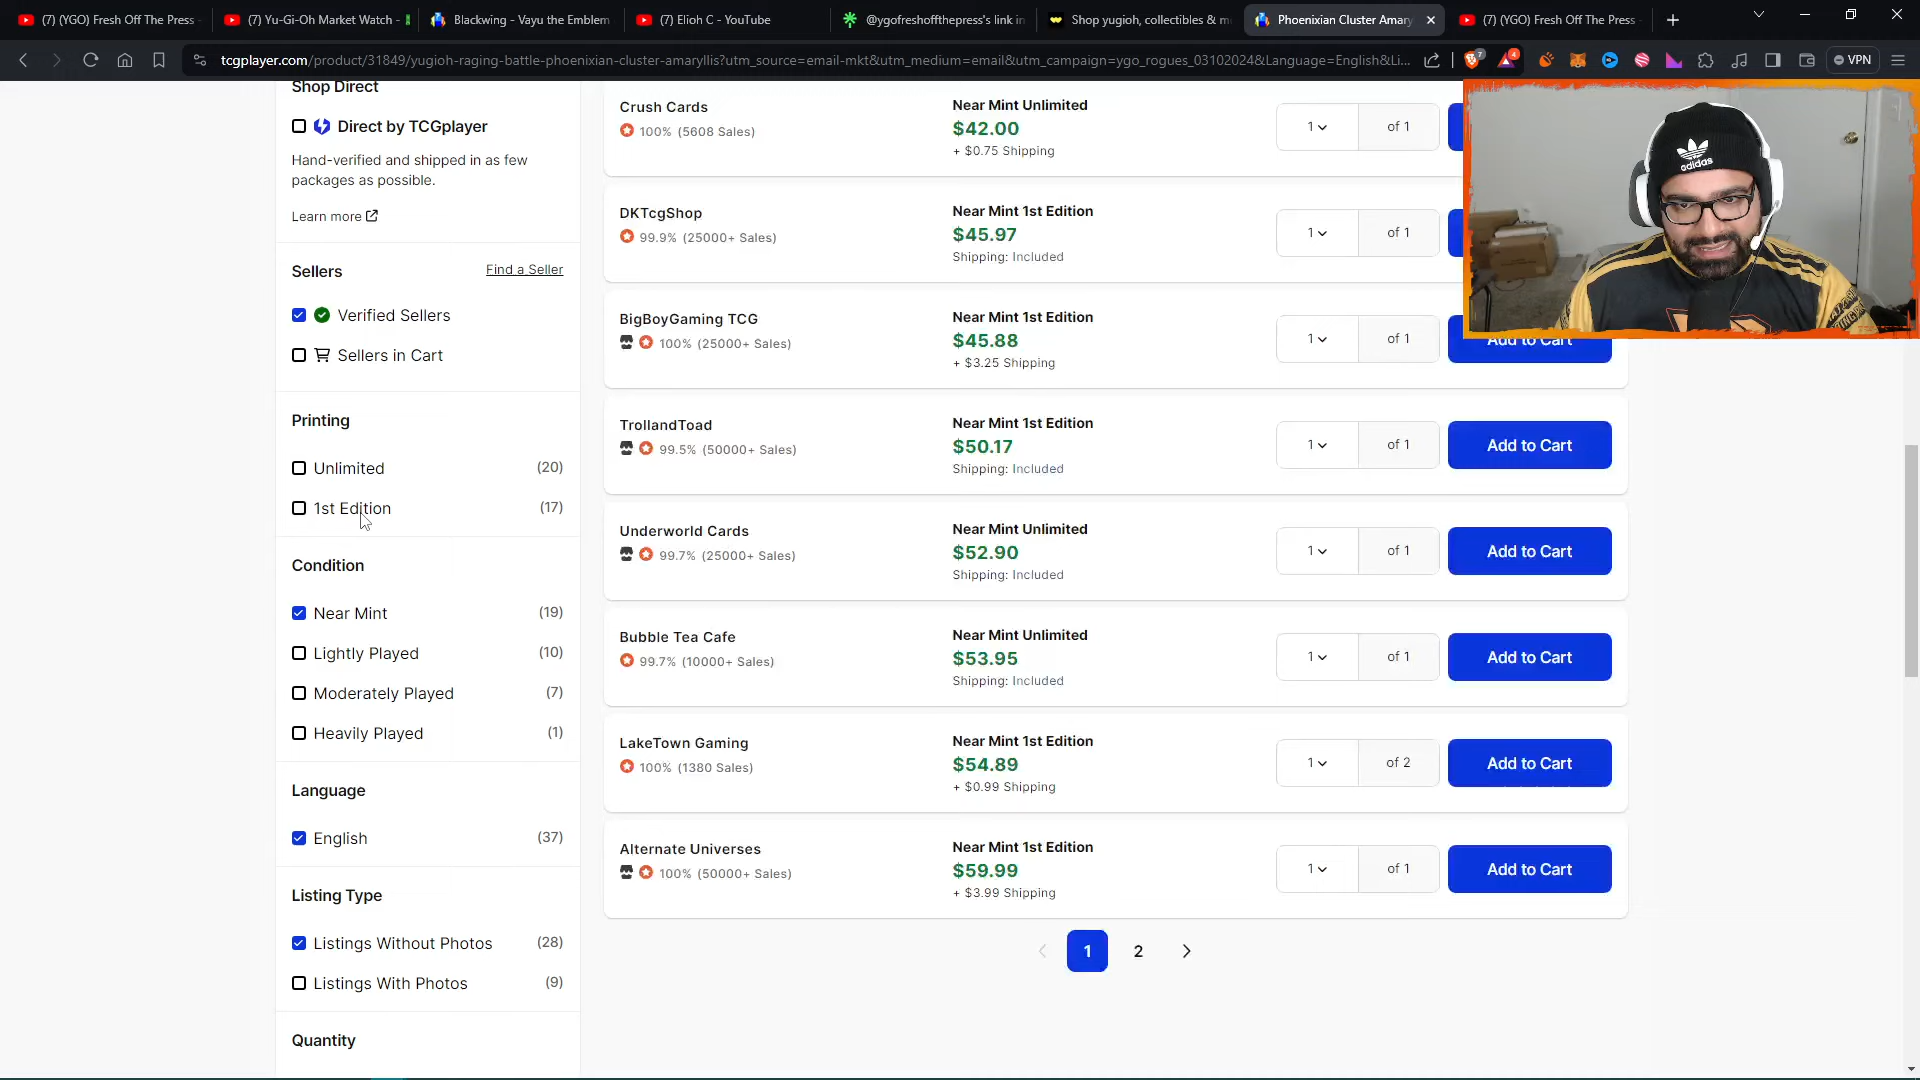 (7) (YGO) Fresh Off The Press
(7) Yu-Gi-Oh Market Watch -
Blackwing - Vayu the Emblem
(7) Elioh C - YouTube
@ygofreshoffthepress's link in
Shop yugioh, collectibles & m
Phoenixian Cluster Amary
(7) (YGO) Fresh Off The Press
tcgplayer.com/product/31849/yugioh-raging-battle-phoenixian-cluster-amaryllis?utm_source=email-mkt&utm_medium=email&utm_campaign=ygo_rogues_03102024&Language=English&Li...
7
4
VPN
Shop Direct
Direct by TCGplayer
Hand-verified and shipped in as few
packages as possible.
Learn more
Sellers
Find a Seller
Verified Sellers
Sellers in Cart
Printing
Unlimited (20)
1st Edition (17)
Condition
Near Mint (19)
Lightly Played (10)
Moderately Played (7)
Heavily Played (1)
Language
English (37)
Listing Type
Listings Without Photos (28)
Listings With Photos (9)
Quantity
Crush Cards
100% (5608 Sales)
Near Mint Unlimited
$42.00
+ $0.75 Shipping
1
of 1
DKTcgShop
99.9% (25000+ Sales)
Near Mint 1st Edition
$45.97
Shipping: Included
1
of 1
BigBoyGaming TCG
100% (25000+ Sales)
Near Mint 1st Edition
$45.88
+ $3.25 Shipping
1
of 1
Add to Cart
TrollandToad
99.5% (50000+ Sales)
Near Mint 1st Edition
$50.17
Shipping: Included
1
of 1
Add to Cart
Underworld Cards
99.7% (25000+ Sales)
Near Mint Unlimited
$52.90
Shipping: Included
1
of 1
Add to Cart
Bubble Tea Cafe
99.7% (10000+ Sales)
Near Mint Unlimited
$53.95
Shipping: Included
1
of 1
Add to Cart
LakeTown Gaming
100% (1380 Sales)
Near Mint 1st Edition
$54.89
+ $0.99 Shipping
1
of 2
Add to Cart
Alternate Universes
100% (50000+ Sales)
Near Mint 1st Edition
$59.99
+ $3.99 Shipping
1
of 1
Add to Cart
1
2
adidas